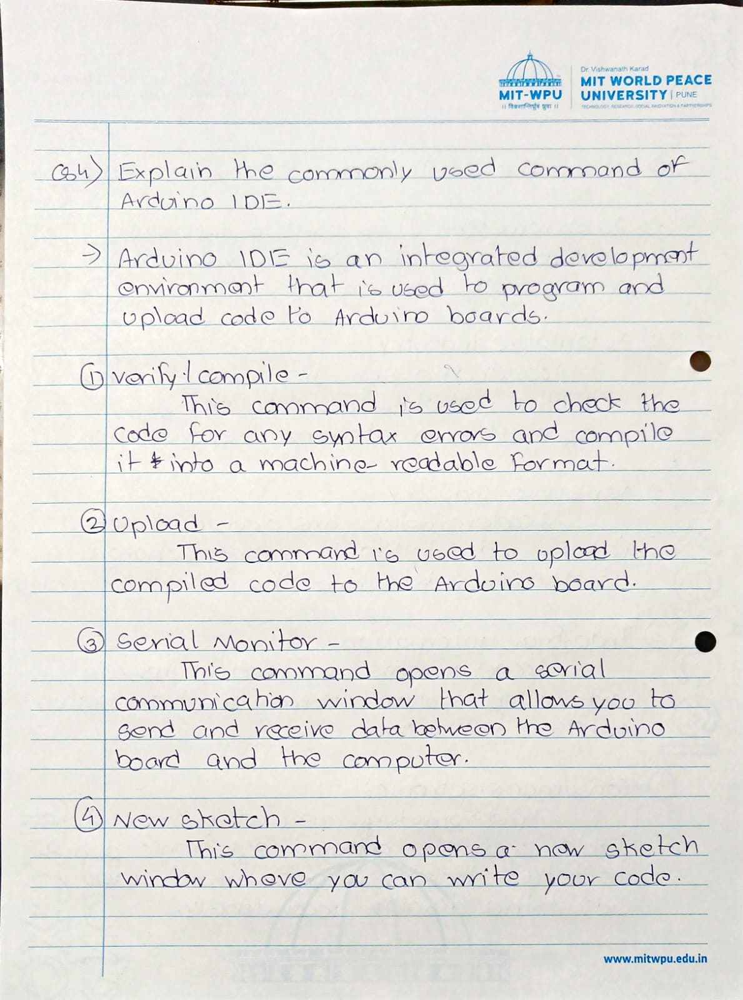 Dr. Vishwanath Karad
MIT WORLD PEACE
UNIVERSITY | PUNE
TECHNOLOGY, RESEARCH, SOCIAL INNOVATION & PARTNERSHIPS
MIT-WPU
।। विश्वशान्तिर्ध्रुवं ध्रुवा ।।
Q4) Explain the commonly used command of
Arduino IDE.
→ Arduino IDE is an integrated development
environment that is used to program and
upload code to Arduino boards.
① Verify / compile -
This command is used to check the
code for any syntax errors and compile
it into a machine-readable format.
② Upload -
This command is used to upload the
compiled code to the Arduino board.
③ Serial Monitor -
This command opens a serial
communication window that allows you to
send and receive data between the Arduino
board and the computer.
④ New sketch -
This command opens a new sketch
window where you can write your code.
www.mitwpu.edu.in